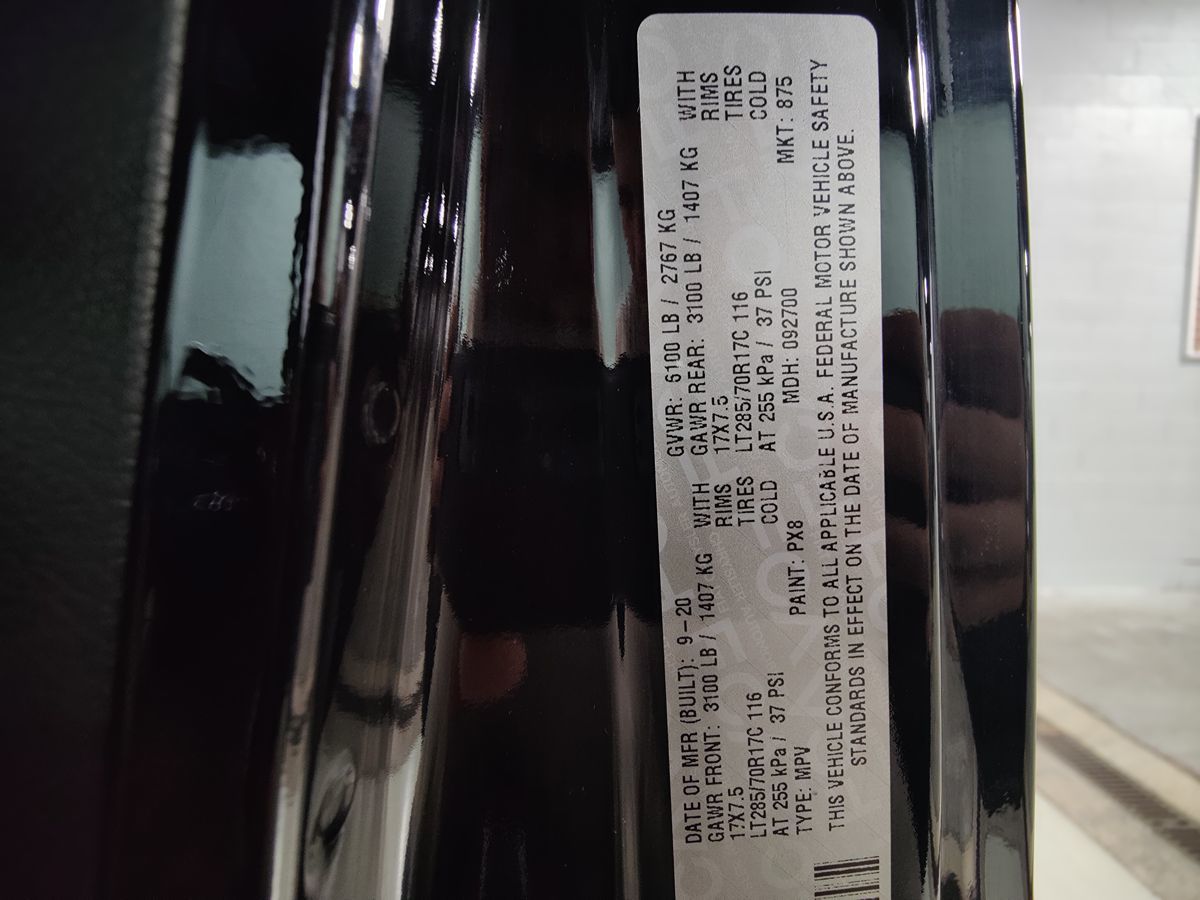 DATE OF MFR (BUILT): 9-20 GVWR: 6100 LB / 2767 KG
GAWR FRONT: 3100 LB / 1407 KG WITH GAWR REAR: 3100 LB / 1407 KG WITH
17X7.5 RIMS 17X7.5 RIMS
LT285/70R17C 116 TIRES LT285/70R17C 116 TIRES
AT 255 kPa / 37 PSI COLD AT 255 kPa / 37 PSI COLD
TYPE: MPV PAINT: PX8 MDH: 092700 MKT: 875
THIS VEHICLE CONFORMS TO ALL APPLICABLE U.S.A. FEDERAL MOTOR VEHICLE SAFETY
STANDARDS IN EFFECT ON THE DATE OF MANUFACTURE SHOWN ABOVE.